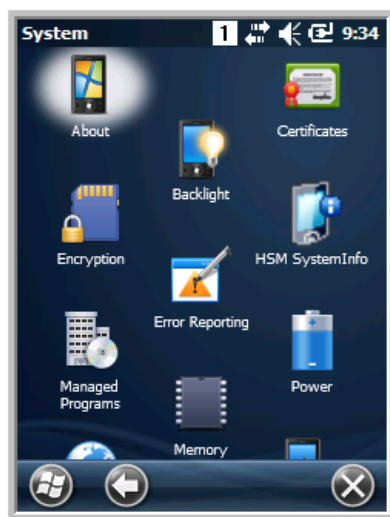 System 1 9:34
About
Certificates
Backlight
Encryption
HSM SystemInfo
Error Reporting
Managed
Programs
Power
Memory